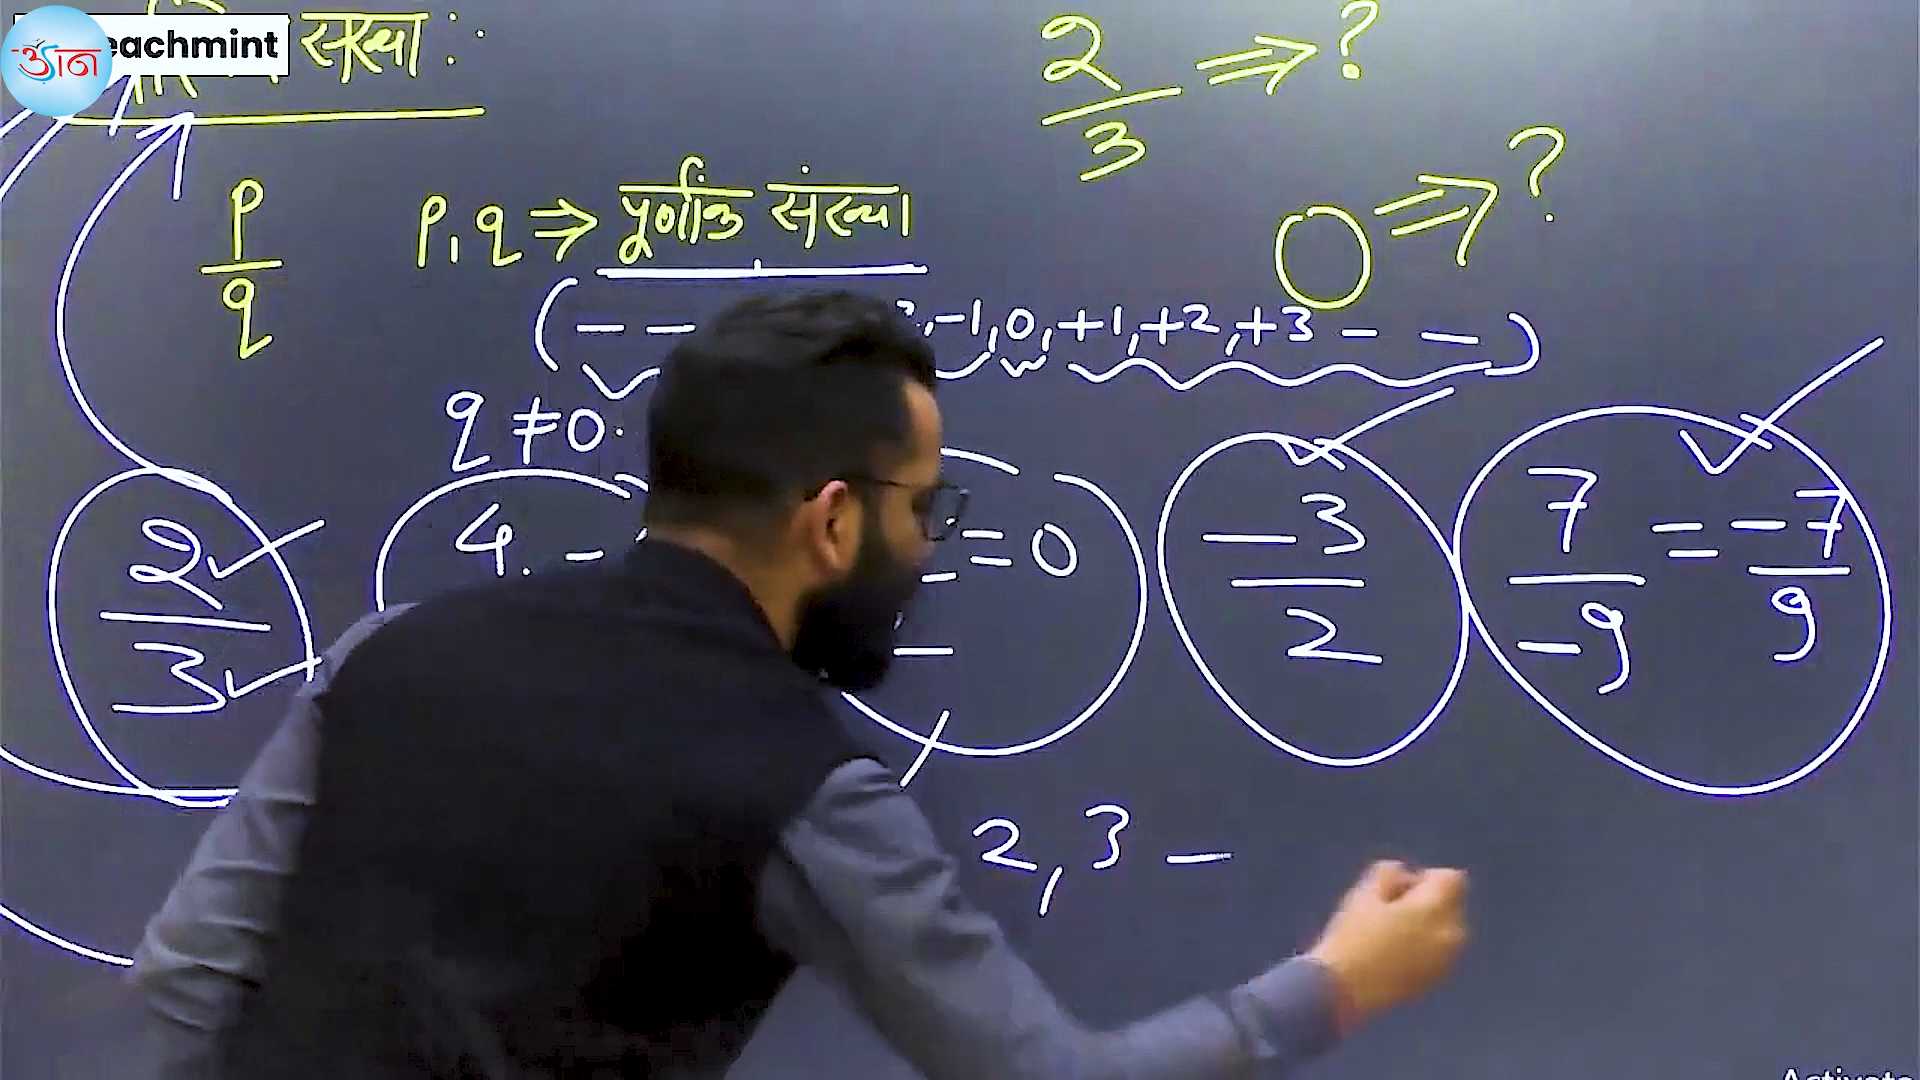 eachmint
ज्ञान
संख्या :
2/3 ⇒ ?
p/q p, q ⇒ पूर्णांक संख्या
0 ⇒ ?
( - - , -1, 0, +1, +2, +3 - - )
q ≠ 0.
2/3 4. - = 0 -3/2 7/-9 = -7/9
2, 3 -